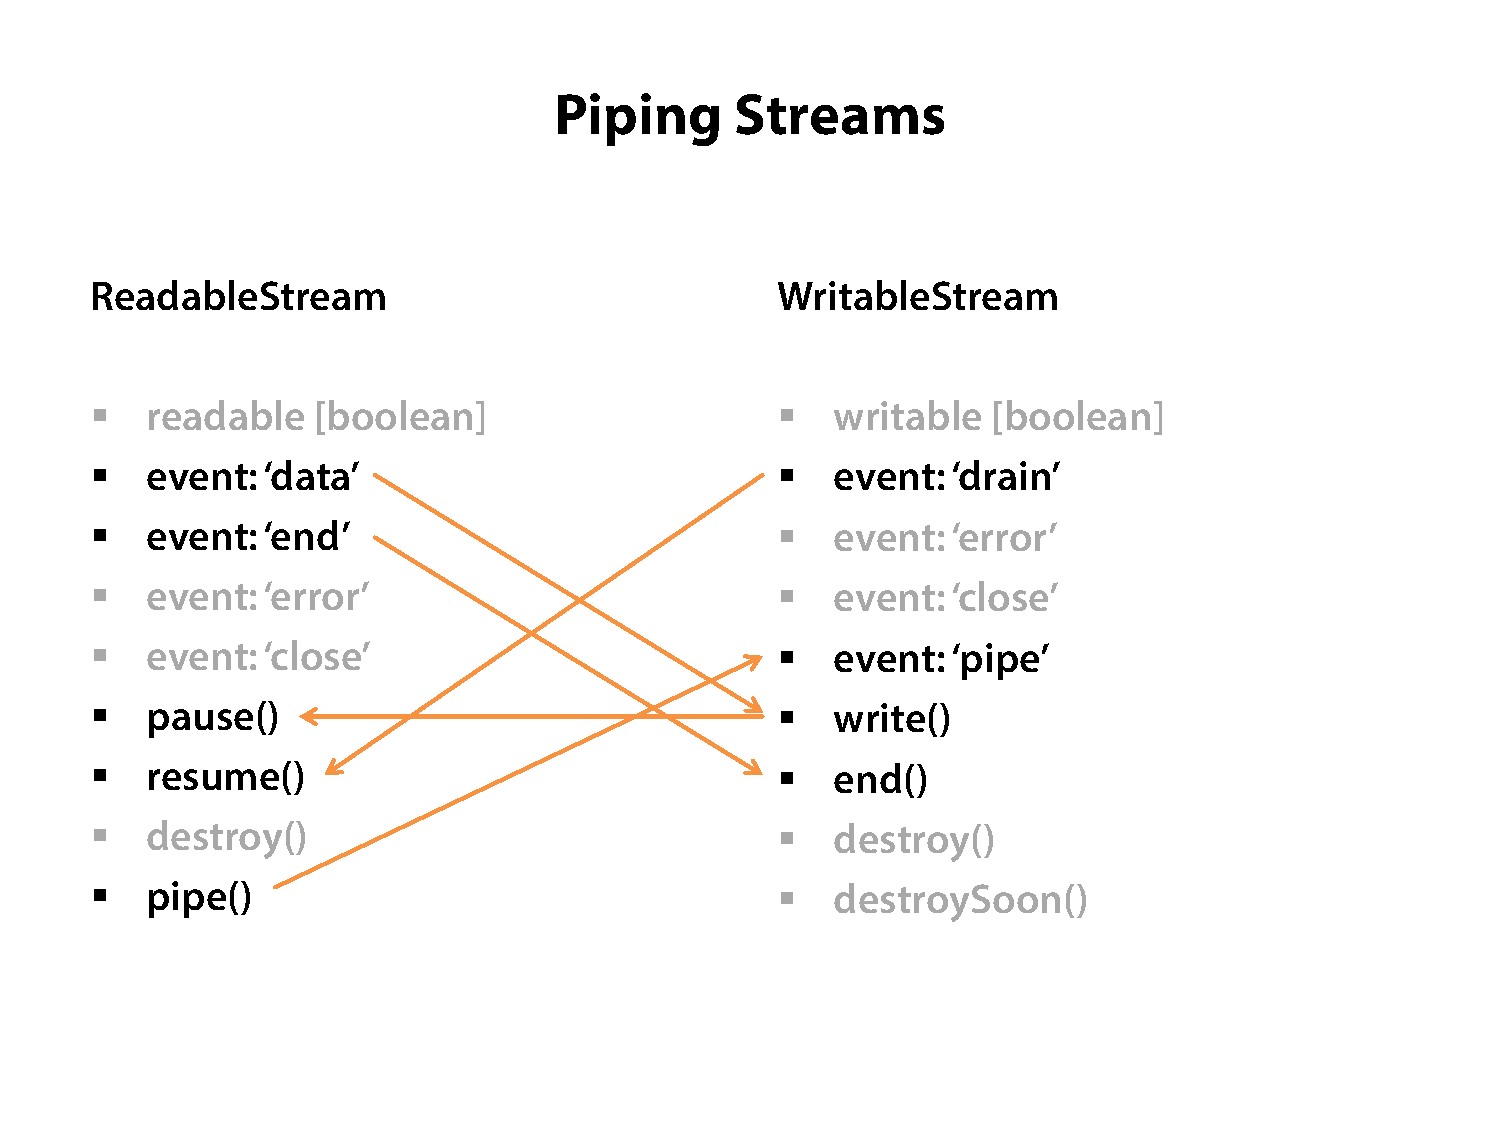 Piping Streams
ReadableStream
▪ readable [boolean]
▪ event: ‘data’
▪ event: ‘end’
▪ event: ‘error’
▪ event: ‘close’
▪ pause()
▪ resume()
▪ destroy()
▪ pipe()
WritableStream
▪ writable [boolean]
▪ event: ‘drain’
▪ event: ‘error’
▪ event: ‘close’
▪ event: ‘pipe’
▪ write()
▪ end()
▪ destroy()
▪ destroySoon()